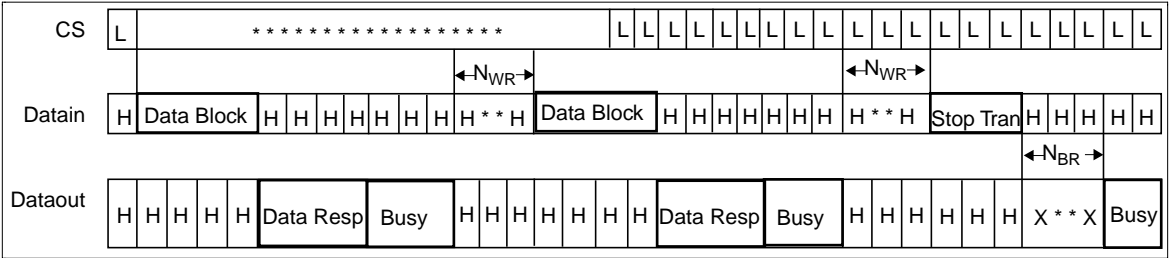 CS L * * * * * * * * * * * * * * * * * * L L L L L L L L L L L L L L L L L L L L
NWR NWR
Datain H Data Block H H H H H H H H * * H Data Block H H H H H H H H * * H Stop Tran H H H H H
NBR
Dataout H H H H H Data Resp Busy H H H H H H H Data Resp Busy H H H H H H X * * X Busy